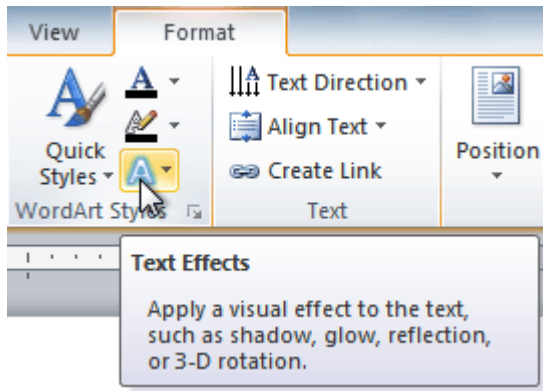 View Format
Text Direction
Align Text
Create Link
Quick
Styles
Position
WordArt Styles Text
Text Effects
Apply a visual effect to the text,
such as shadow, glow, reflection,
or 3-D rotation.